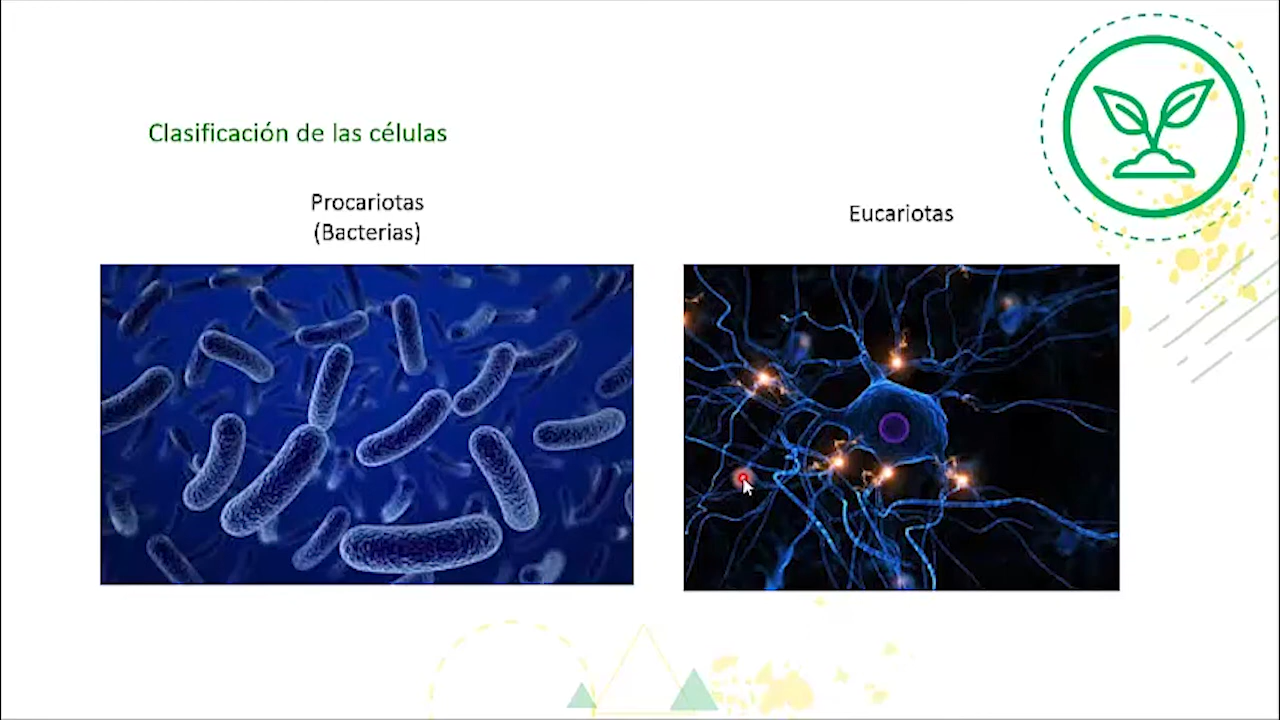 Clasificación de las células
Procariotas
(Bacterias)
Eucariotas